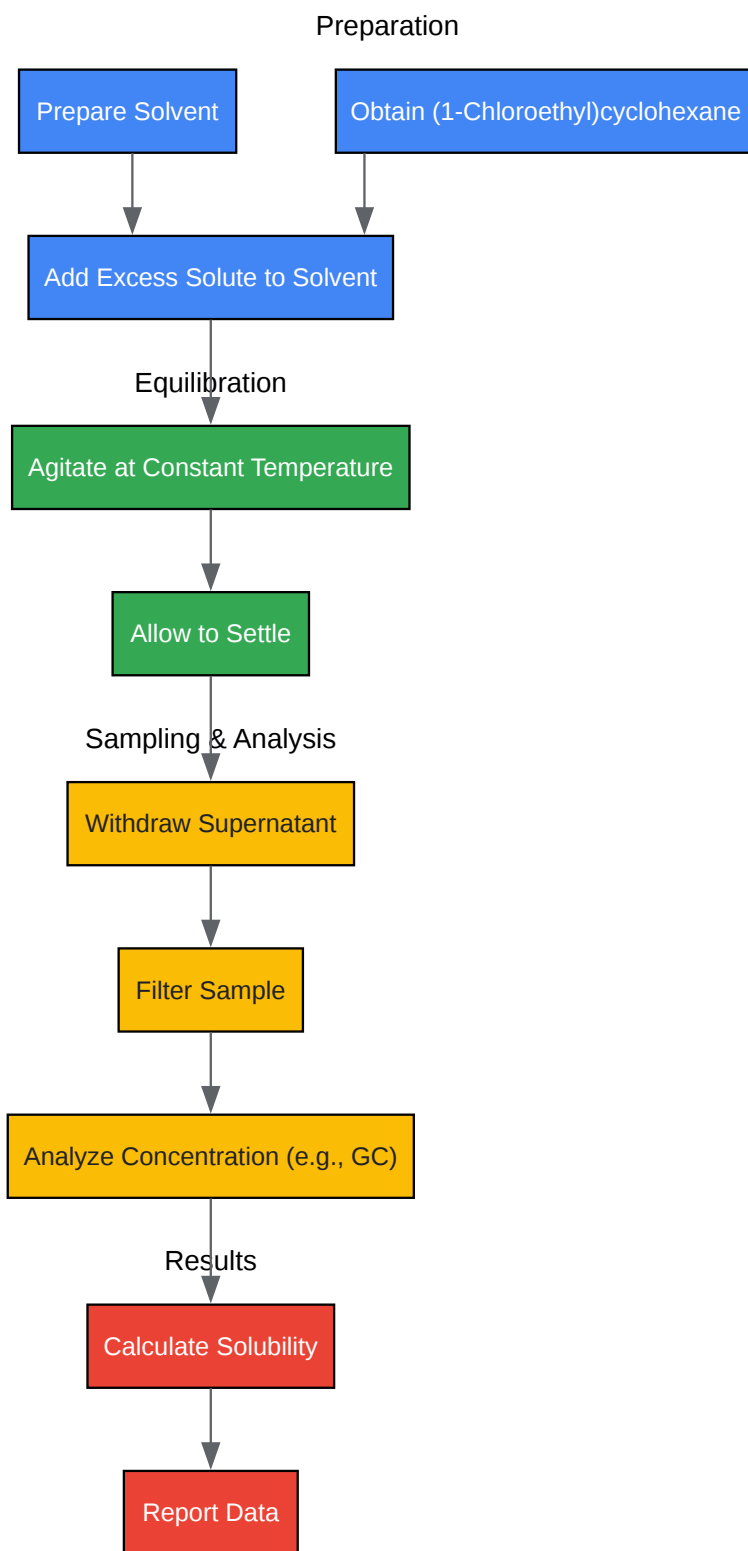 Preparation
Prepare Solvent
Obtain (1-Chloroethyl)cyclohexane
Add Excess Solute to Solvent
Equilibration
Agitate at Constant Temperature
Allow to Settle
Sampling & Analysis
Withdraw Supernatant
Filter Sample
Analyze Concentration (e.g., GC)
Results
Calculate Solubility
Report Data